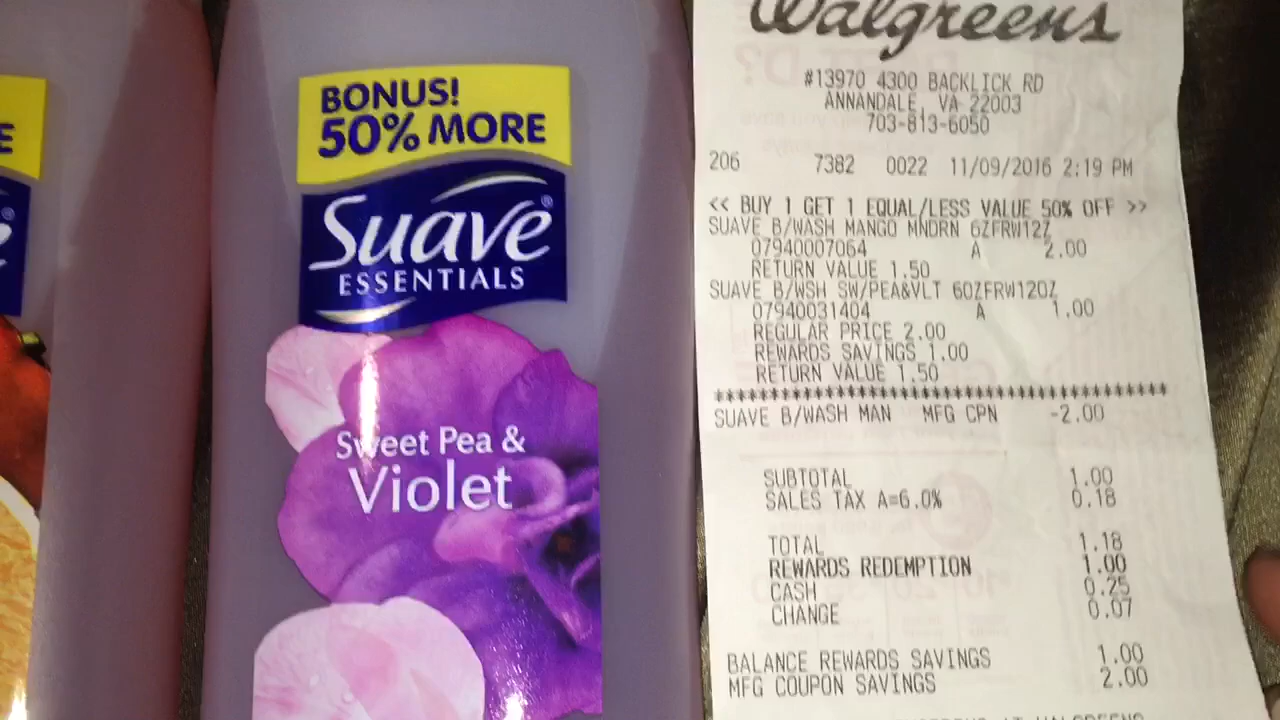 E
BONUS!
50% MORE
Suave®
ESSENTIALS
Sweet Pea &
Violet
Walgreens
#13970 4300 BACKLICK RD
ANNANDALE, VA 22003
703-813-6050
206 7382 0022 11/09/2016 2:19 PM
<< BUY 1 GET 1 EQUAL/LESS VALUE 50% OFF >>
SUAVE B/WASH MANGO MNDRN 6ZFRW12Z
07940007064 A 2.00
RETURN VALUE 1.50
SUAVE B/WSH SW/PEA&VLT 6OZFRW12OZ
07940031404 A 1.00
REGULAR PRICE 2.00
REWARDS SAVINGS 1.00
RETURN VALUE 1.50
****************************************
SUAVE B/WASH MAN MFG CPN -2.00
SUBTOTAL 1.00
SALES TAX A=6.0% 0.18
TOTAL 1.18
REWARDS REDEMPTION 1.00
CASH 0.25
CHANGE 0.07
BALANCE REWARDS SAVINGS 1.00
MFG COUPON SAVINGS 2.00